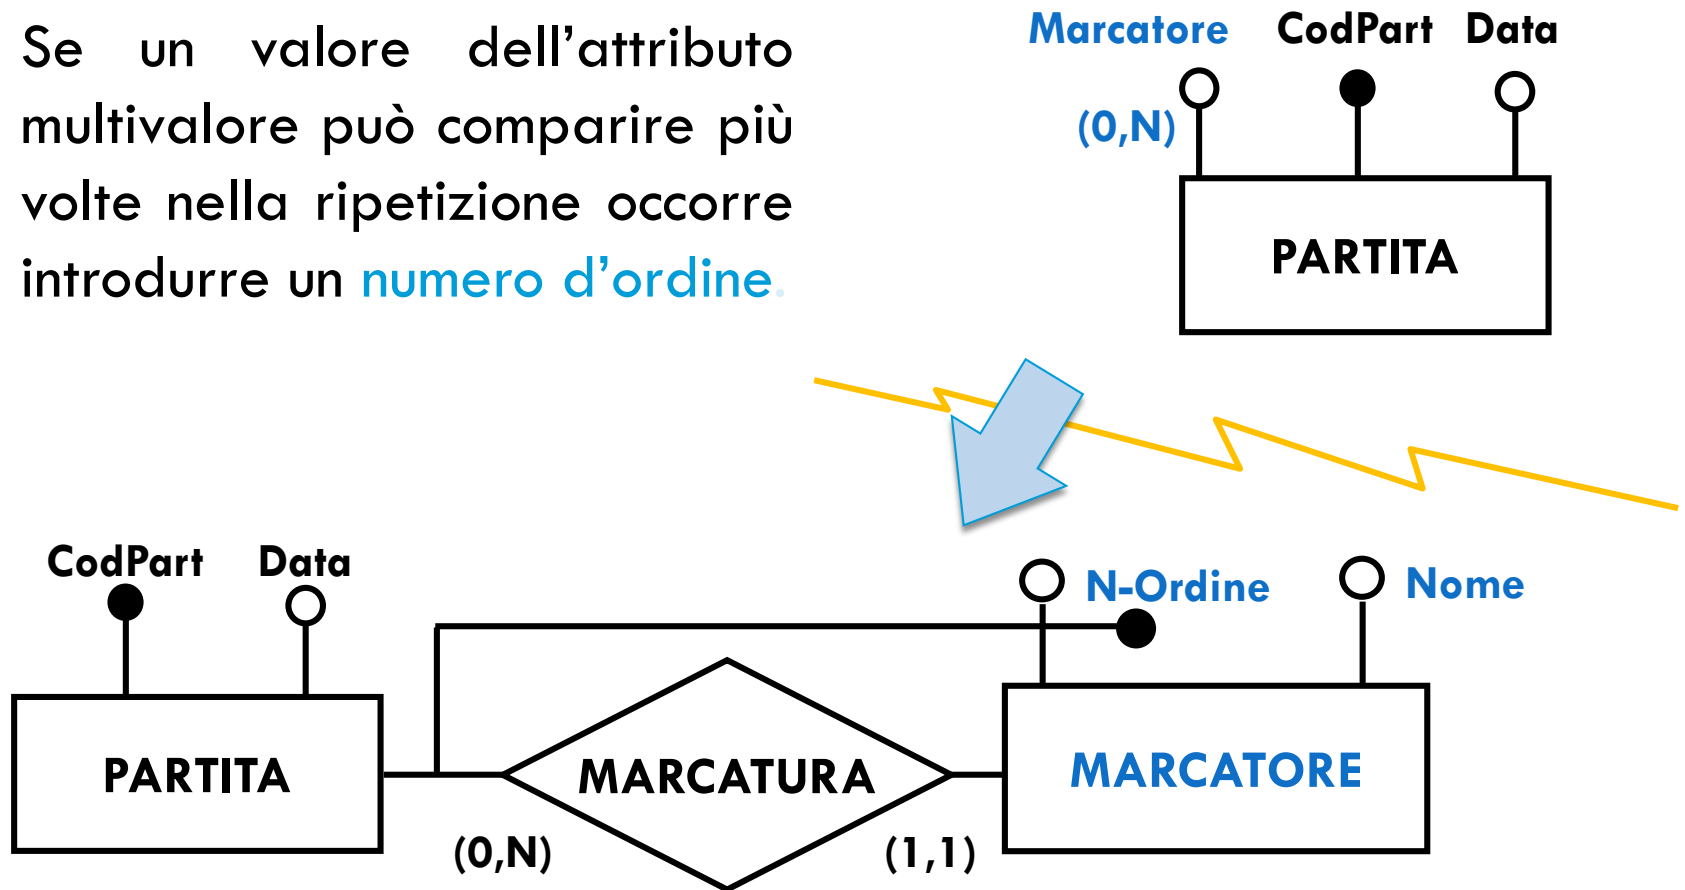 Se un valore dell’attributo
multivalore può comparire più
volte nella ripetizione occorre
introdurre un numero d’ordine.
Marcatore CodPart Data
(0,N)
PARTITA
CodPart Data
N-Ordine Nome
PARTITA MARCATURA MARCATORE
(0,N) (1,1)